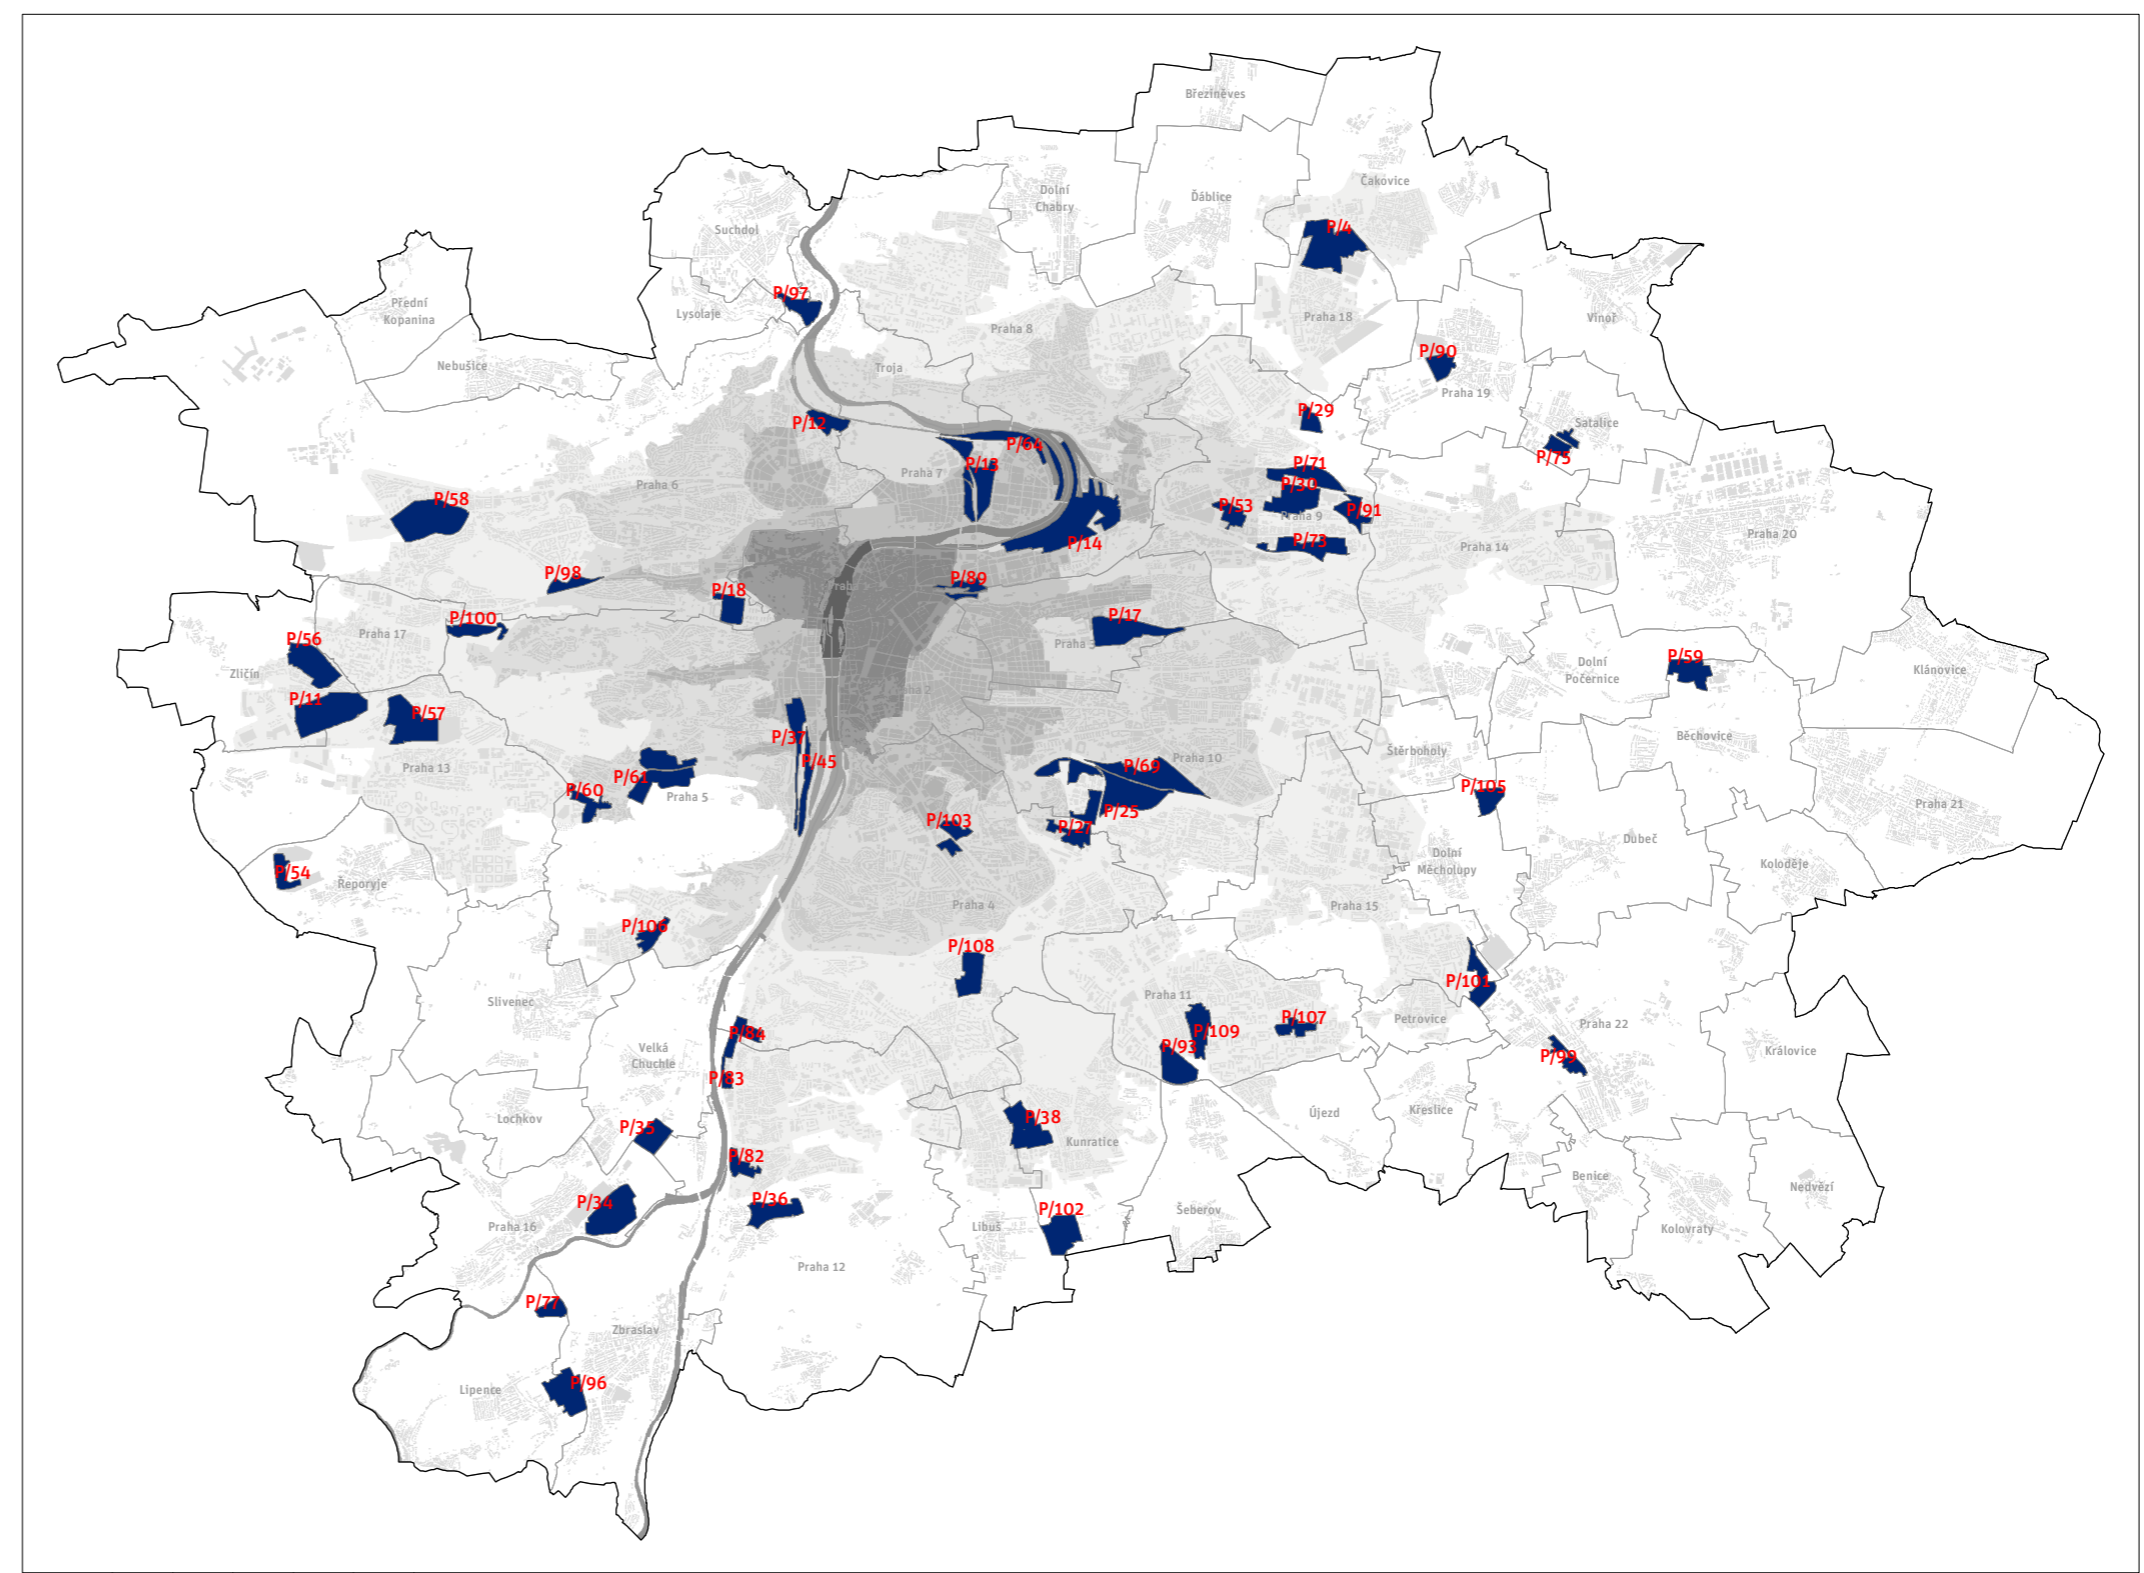 Březiněves
Čakovice
Dolní
Chabry
Ďáblice
Suchdol
P/4
P/97
Přední
Kopanina
Lysolaje
Praha 8
Praha 18
Vinoř
Nebušice
Troja
P/90
Praha 19
P/12
P/29
Satalice
P/64
P/75
P/13
Praha 7
P/71
Praha 6
P/30
P/58
P/53
P/91
Praha 9
P/14
P/73
Praha 14
Praha 20
P/98
P/89
P/18
P/100
P/17
Praha 17
Praha 3
P/56
Zličín
P/59
Dolní
Počernice
Klánovice
P/11
P/57
P/37
Běchovice
Štěrboholy
P/45
P/69
Praha 10
Praha 13
P/61
P/60
Praha 5
P/105
Praha 21
P/25
P/103
P/27
Dubeč
Dolní
Měcholupy
Koloděje
P/54
Řeporyje
Praha 4
Praha 15
P/106
P/108
P/101
Praha 11
Slivenec
Petrovice
P/107
Praha 22
P/84
P/109
P/93
Velká
Chuchle
P/99
Královice
P/83
Lochkov
P/35
P/38
Újezd
Křeslice
Kunratice
P/82
Benice
Nedvězí
P/34
P/36
P/102
Šeberov
Praha 16
Libuš
Kolovraty
Praha 12
P/77
Zbraslav
Lipence
P/96